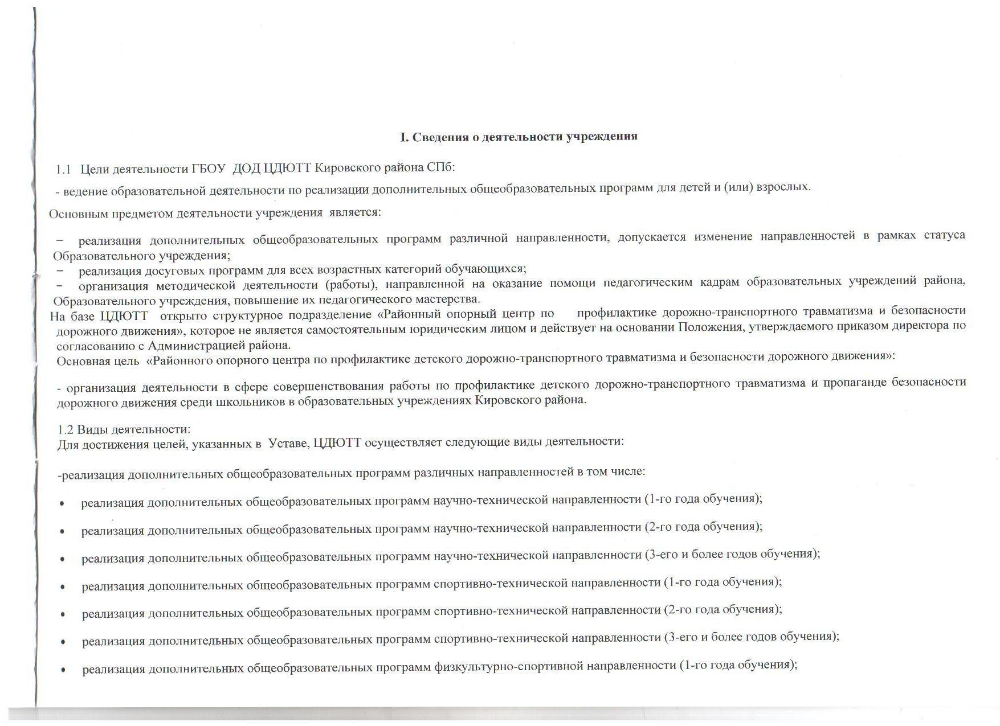 I. Сведения о деятельности учреждения
1.1 Цели деятельности ГБОУ ДОД ЦДЮТТ Кировского района СПб:
- ведение образовательной деятельности по реализации дополнительных общеобразовательных программ для детей и (или) взрослых.
Основным предметом деятельности учреждения является:
− реализация дополнительных общеобразовательных программ различной направленности, допускается изменение направленностей в рамках статуса
Образовательного учреждения;
− реализация досуговых программ для всех возрастных категорий обучающихся;
− организация методической деятельности (работы), направленной на оказание помощи педагогическим кадрам образовательных учреждений района,
Образовательного учреждения, повышение их педагогического мастерства.
На базе ЦДЮТТ открыто структурное подразделение «Районный опорный центр по профилактике дорожно-транспортного травматизма и безопасности
дорожного движения», которое не является самостоятельным юридическим лицом и действует на основании Положения, утверждаемого приказом директора по
согласованию с Администрацией района.
Основная цель «Районного опорного центра по профилактике детского дорожно-транспортного травматизма и безопасности дорожного движения»:
- организация деятельности в сфере совершенствования работы по профилактике детского дорожно-транспортного травматизма и пропаганде безопасности
дорожного движения среди школьников в образовательных учреждениях Кировского района.
1.2 Виды деятельности:
Для достижения целей, указанных в Уставе, ЦДЮТТ осуществляет следующие виды деятельности:
-реализация дополнительных общеобразовательных программ различных направленностей в том числе:
• реализация дополнительных общеобразовательных программ научно-технической направленности (1-го года обучения);
• реализация дополнительных общеобразовательных программ научно-технической направленности (2-го года обучения);
• реализация дополнительных общеобразовательных программ научно-технической направленности (3-его и более годов обучения);
• реализация дополнительных общеобразовательных программ спортивно-технической направленности (1-го года обучения);
• реализация дополнительных общеобразовательных программ спортивно-технической направленности (2-го года обучения);
• реализация дополнительных общеобразовательных программ спортивно-технической направленности (3-его и более годов обучения);
• реализация дополнительных общеобразовательных программ физкультурно-спортивной направленности (1-го года обучения);